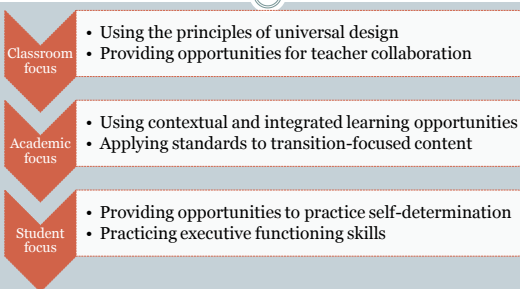 Classroom
focus
• Using the principles of universal design
• Providing opportunities for teacher collaboration
Academic
focus
• Using contextual and integrated learning opportunities
• Applying standards to transition-focused content
Student
focus
• Providing opportunities to practice self-determination
• Practicing executive functioning skills